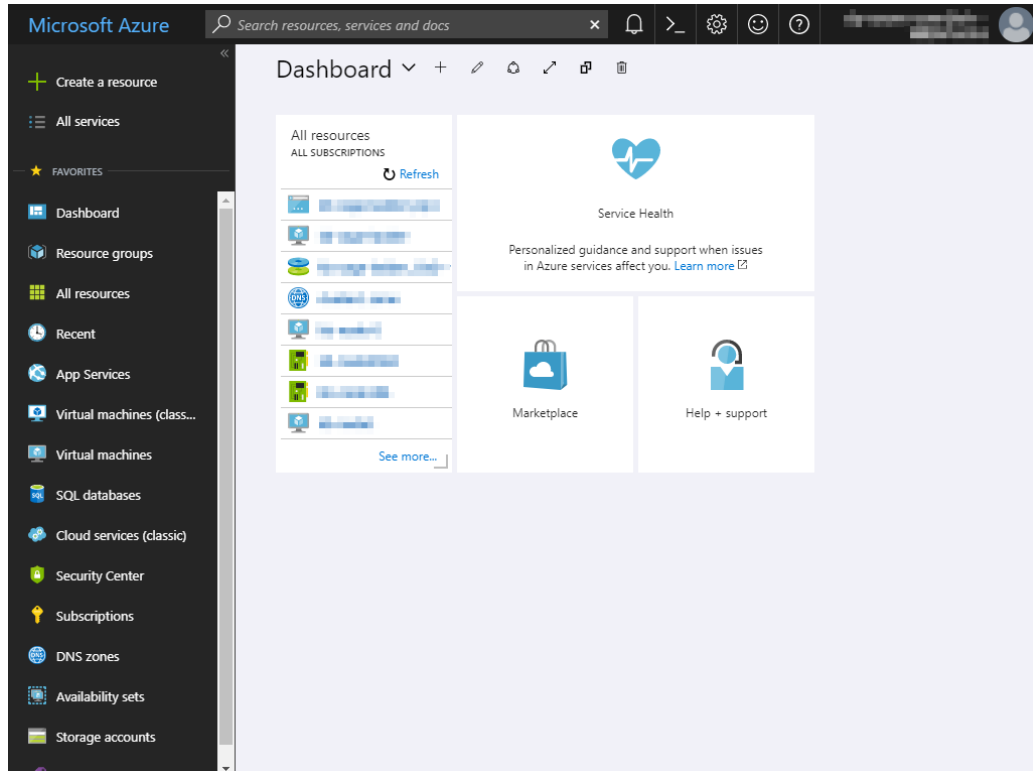 Microsoft Azure
Search resources, services and docs
Create a resource
All services
FAVORITES
Dashboard
Resource groups
All resources
Recent
App Services
Virtual machines (class...
Virtual machines
SQL databases
Cloud services (classic)
Security Center
Subscriptions
DNS zones
Availability sets
Storage accounts
Dashboard
All resources
ALL SUBSCRIPTIONS
Refresh
See more...
Service Health
Personalized guidance and support when issues
in Azure services affect you. Learn more
Marketplace
Help + support